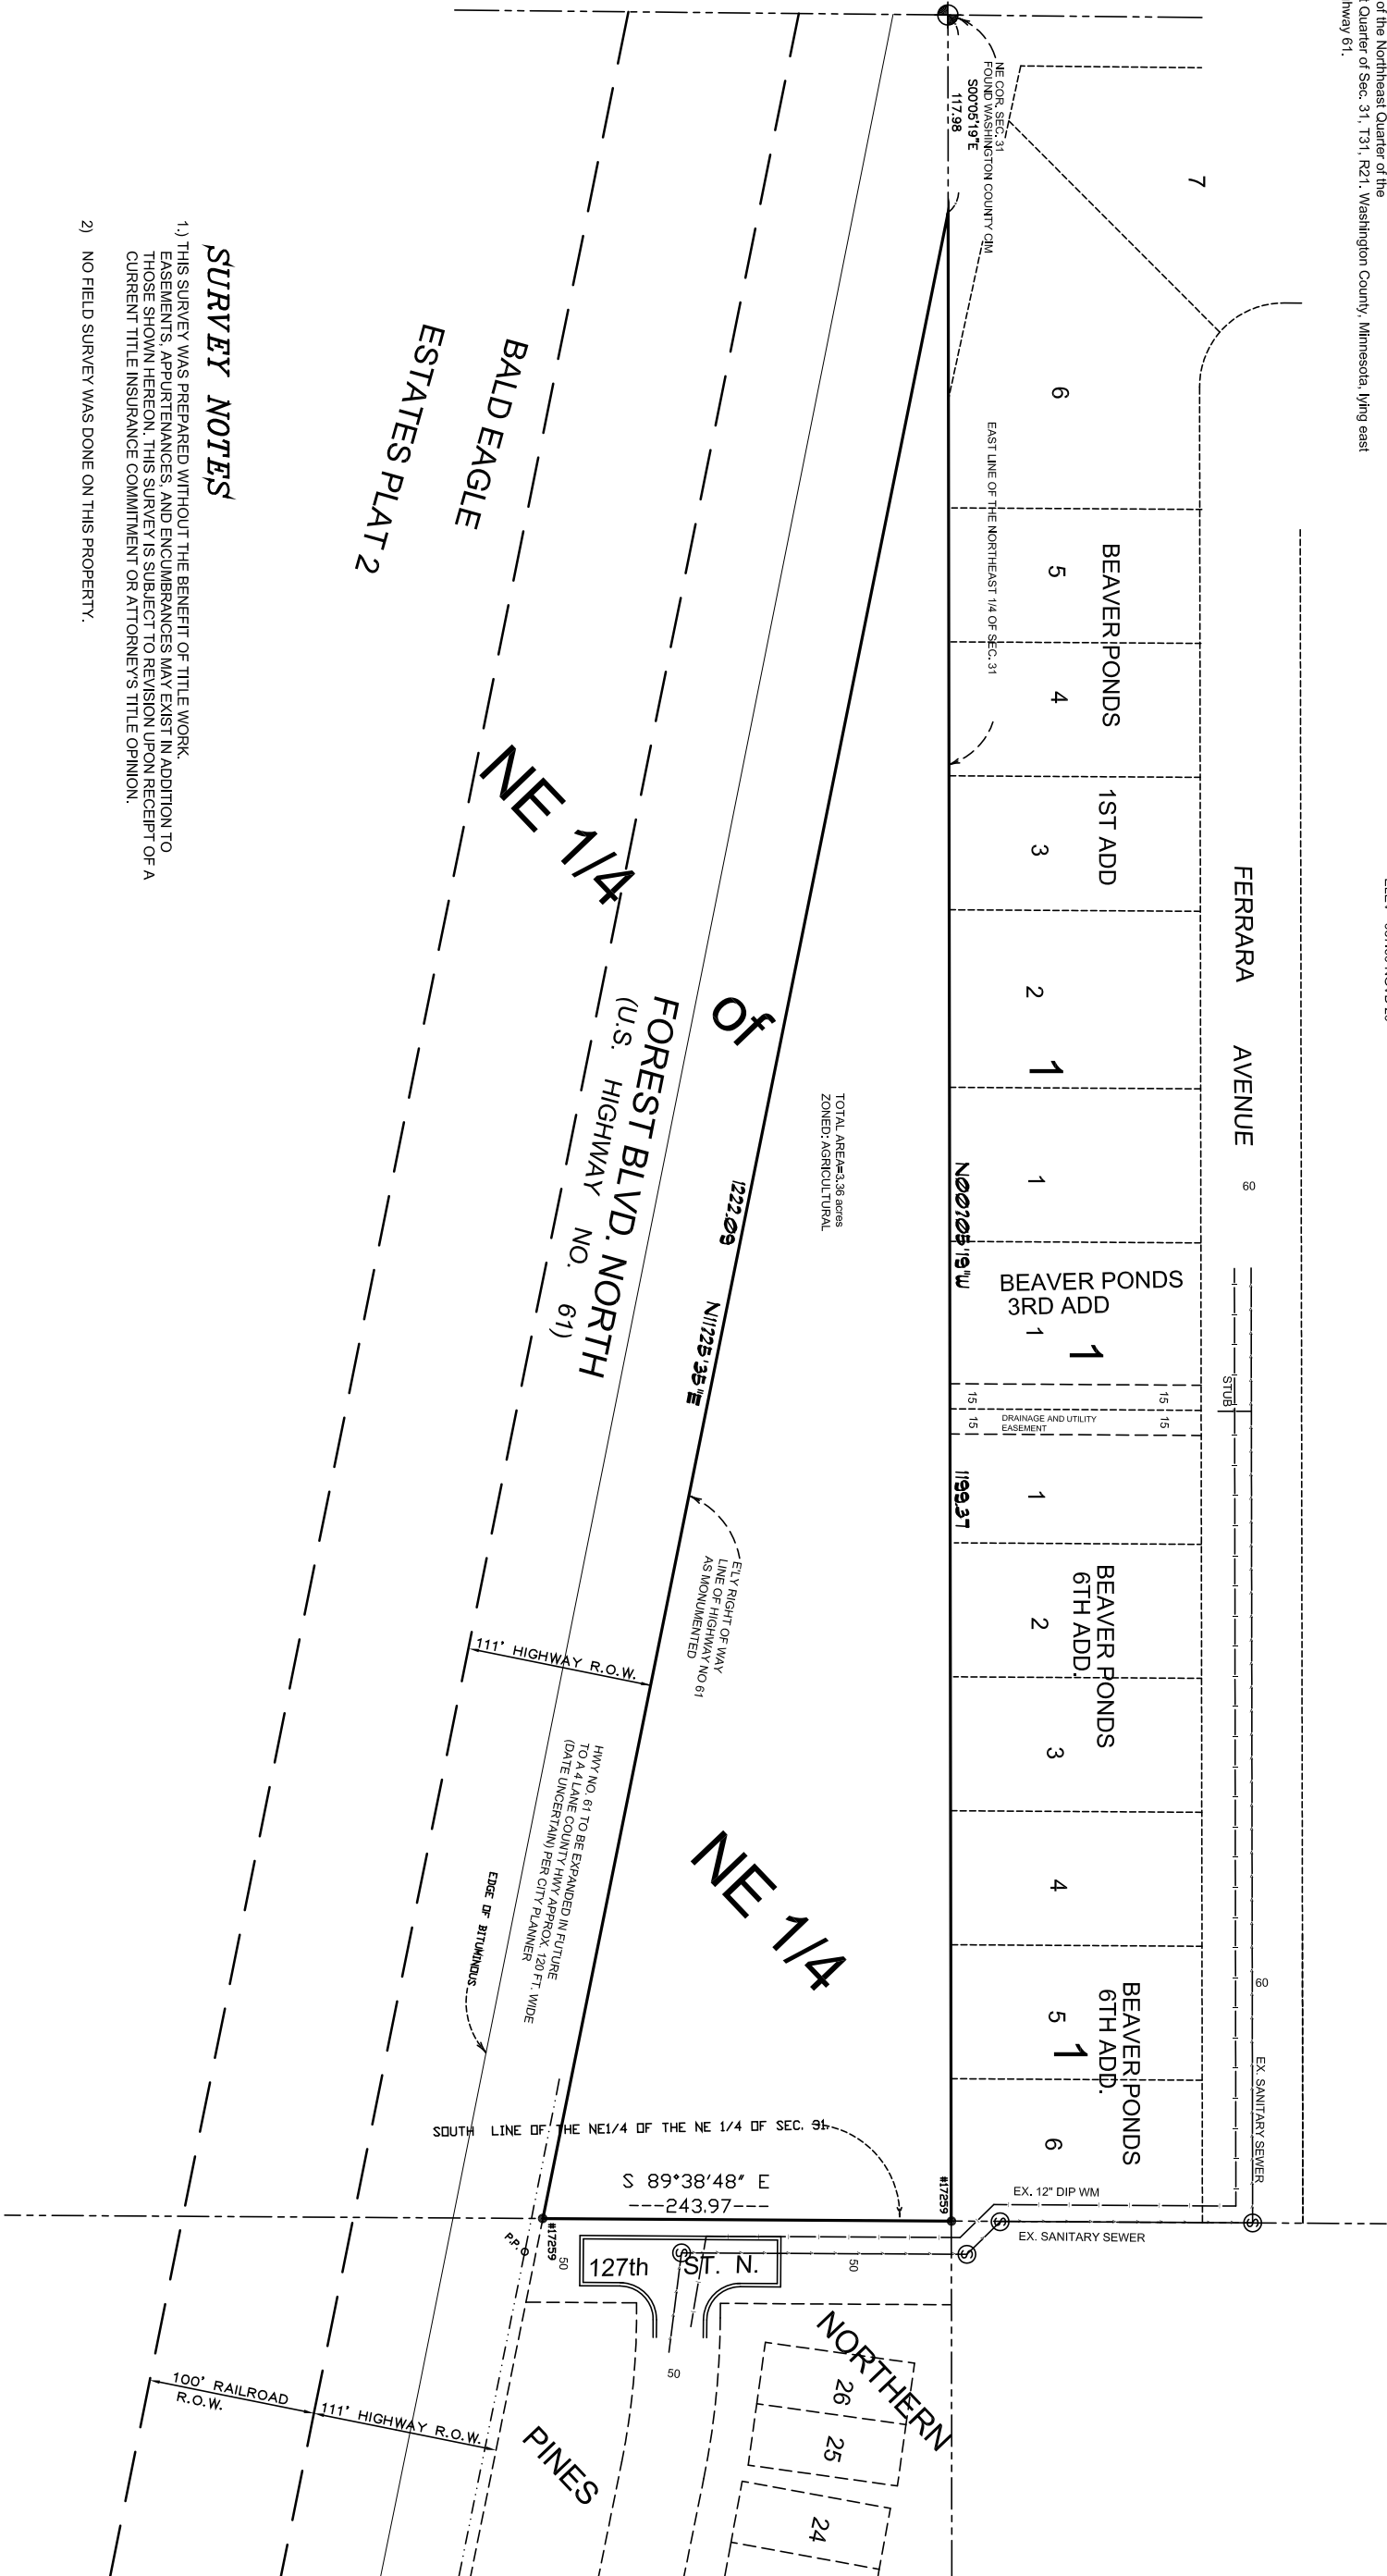 of the Northeast Quarter of the
t Quarter of Sec. 31, T31, R21, Washington County, Minnesota, lying east
hway 61.
7
NE COR. SEC. 31
FOUND WASHINGTON COUNTY CIM
S00°05'19"E
117.98
6
EAST LINE OF THE NORTHEAST 1/4 OF SEC. 31
5
BEAVER PONDS
4
1ST ADD
3
2
1
1
FERRARA AVENUE
60
N00?05'19"W
BEAVER PONDS
3RD ADD
1
1
STUB
15
15
15
15
DRAINAGE AND UTILITY
EASEMENT
1199.37
1
BEAVER PONDS
6TH ADD.
2
3
4
60
BEAVER PONDS
6TH ADD.
5
1
6
EX. SANITARY SEWER
EX. 12" DIP WM
EX. SANITARY SEWER
#17259
BALD EAGLE
ESTATES PLAT 2
NE 1/4
of
NE 1/4
FOREST BLVD. NORTH
(U.S. HIGHWAY NO. 61)
TOTAL AREA=3.36 acres
ZONED: AGRICULTURAL
1222.09
N11?25'35"E
E'LY RIGHT OF WAY
LINE OF HIGHWAY NO 61
AS MONUMENTED
111' HIGHWAY R.O.W.
HWY NO. 61 TO BE EXPANDED IN FUTURE
TO A 4 LANE COUNTY HWY APPROX. 120 FT. WIDE
(DATE UNCERTAIN) PER CITY PLANNER
EDGE OF BITUMINOUS
SOUTH LINE OF THE NE1/4 OF THE NE 1/4 OF SEC. 31
S 89°38'48" E
---243.97---
#17259
P.P.
50
127th ST. N.
50
50
NORTHERN
PINES
26
25
24
100' RAILROAD
R.O.W.
111' HIGHWAY R.O.W.
SURVEY NOTES
1.) THIS SURVEY WAS PREPARED WITHOUT THE BENEFIT OF TITLE WORK.
EASEMENTS, APPURTENANCES, AND ENCUMBRANCES MAY EXIST IN ADDITION TO
THOSE SHOWN HEREON. THIS SURVEY IS SUBJECT TO REVISION UPON RECEIPT OF A
CURRENT TITLE INSURANCE COMMITMENT OR ATTORNEY'S TITLE OPINION.
2) NO FIELD SURVEY WAS DONE ON THIS PROPERTY.